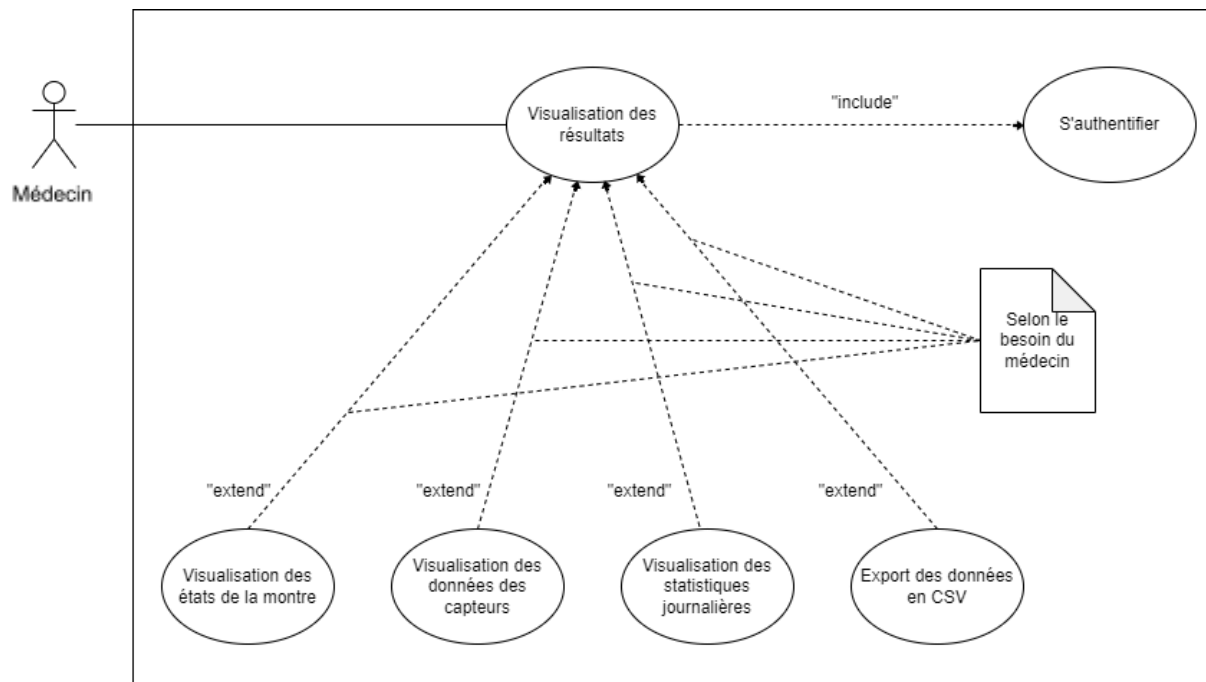 Visualisation des
résultats
"include"
S'authentifier
Médecin
Selon le
besoin du
médecin
"extend"
"extend"
"extend"
"extend"
Visualisation des
états de la montre
Visualisation des
données des
capteurs
Visualisation des
statistiques
journalières
Export des données
en CSV